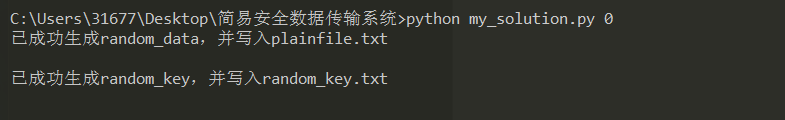 C:\Users\31677\Desktop\简易安全数据传输系统>python my_solution.py 0
已成功生成random_data，并写入plainfile.txt
已成功生成random_key，并写入random_key.txt